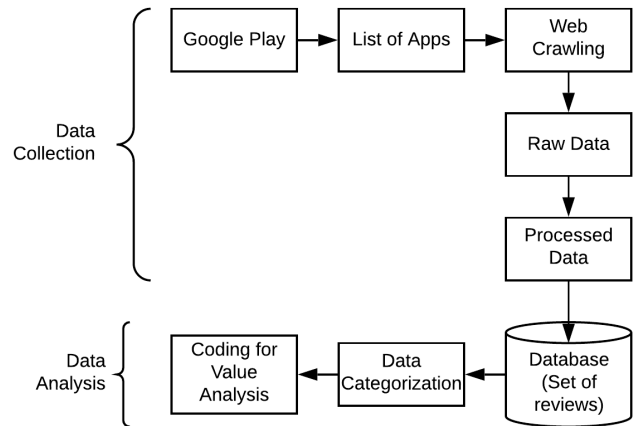 Google Play
List of Apps
Web
Crawling
Data
Collection
Raw Data
Processed
Data
Data
Analysis
Coding for
Value
Analysis
Data
Categorization
Database
(Set of
reviews)